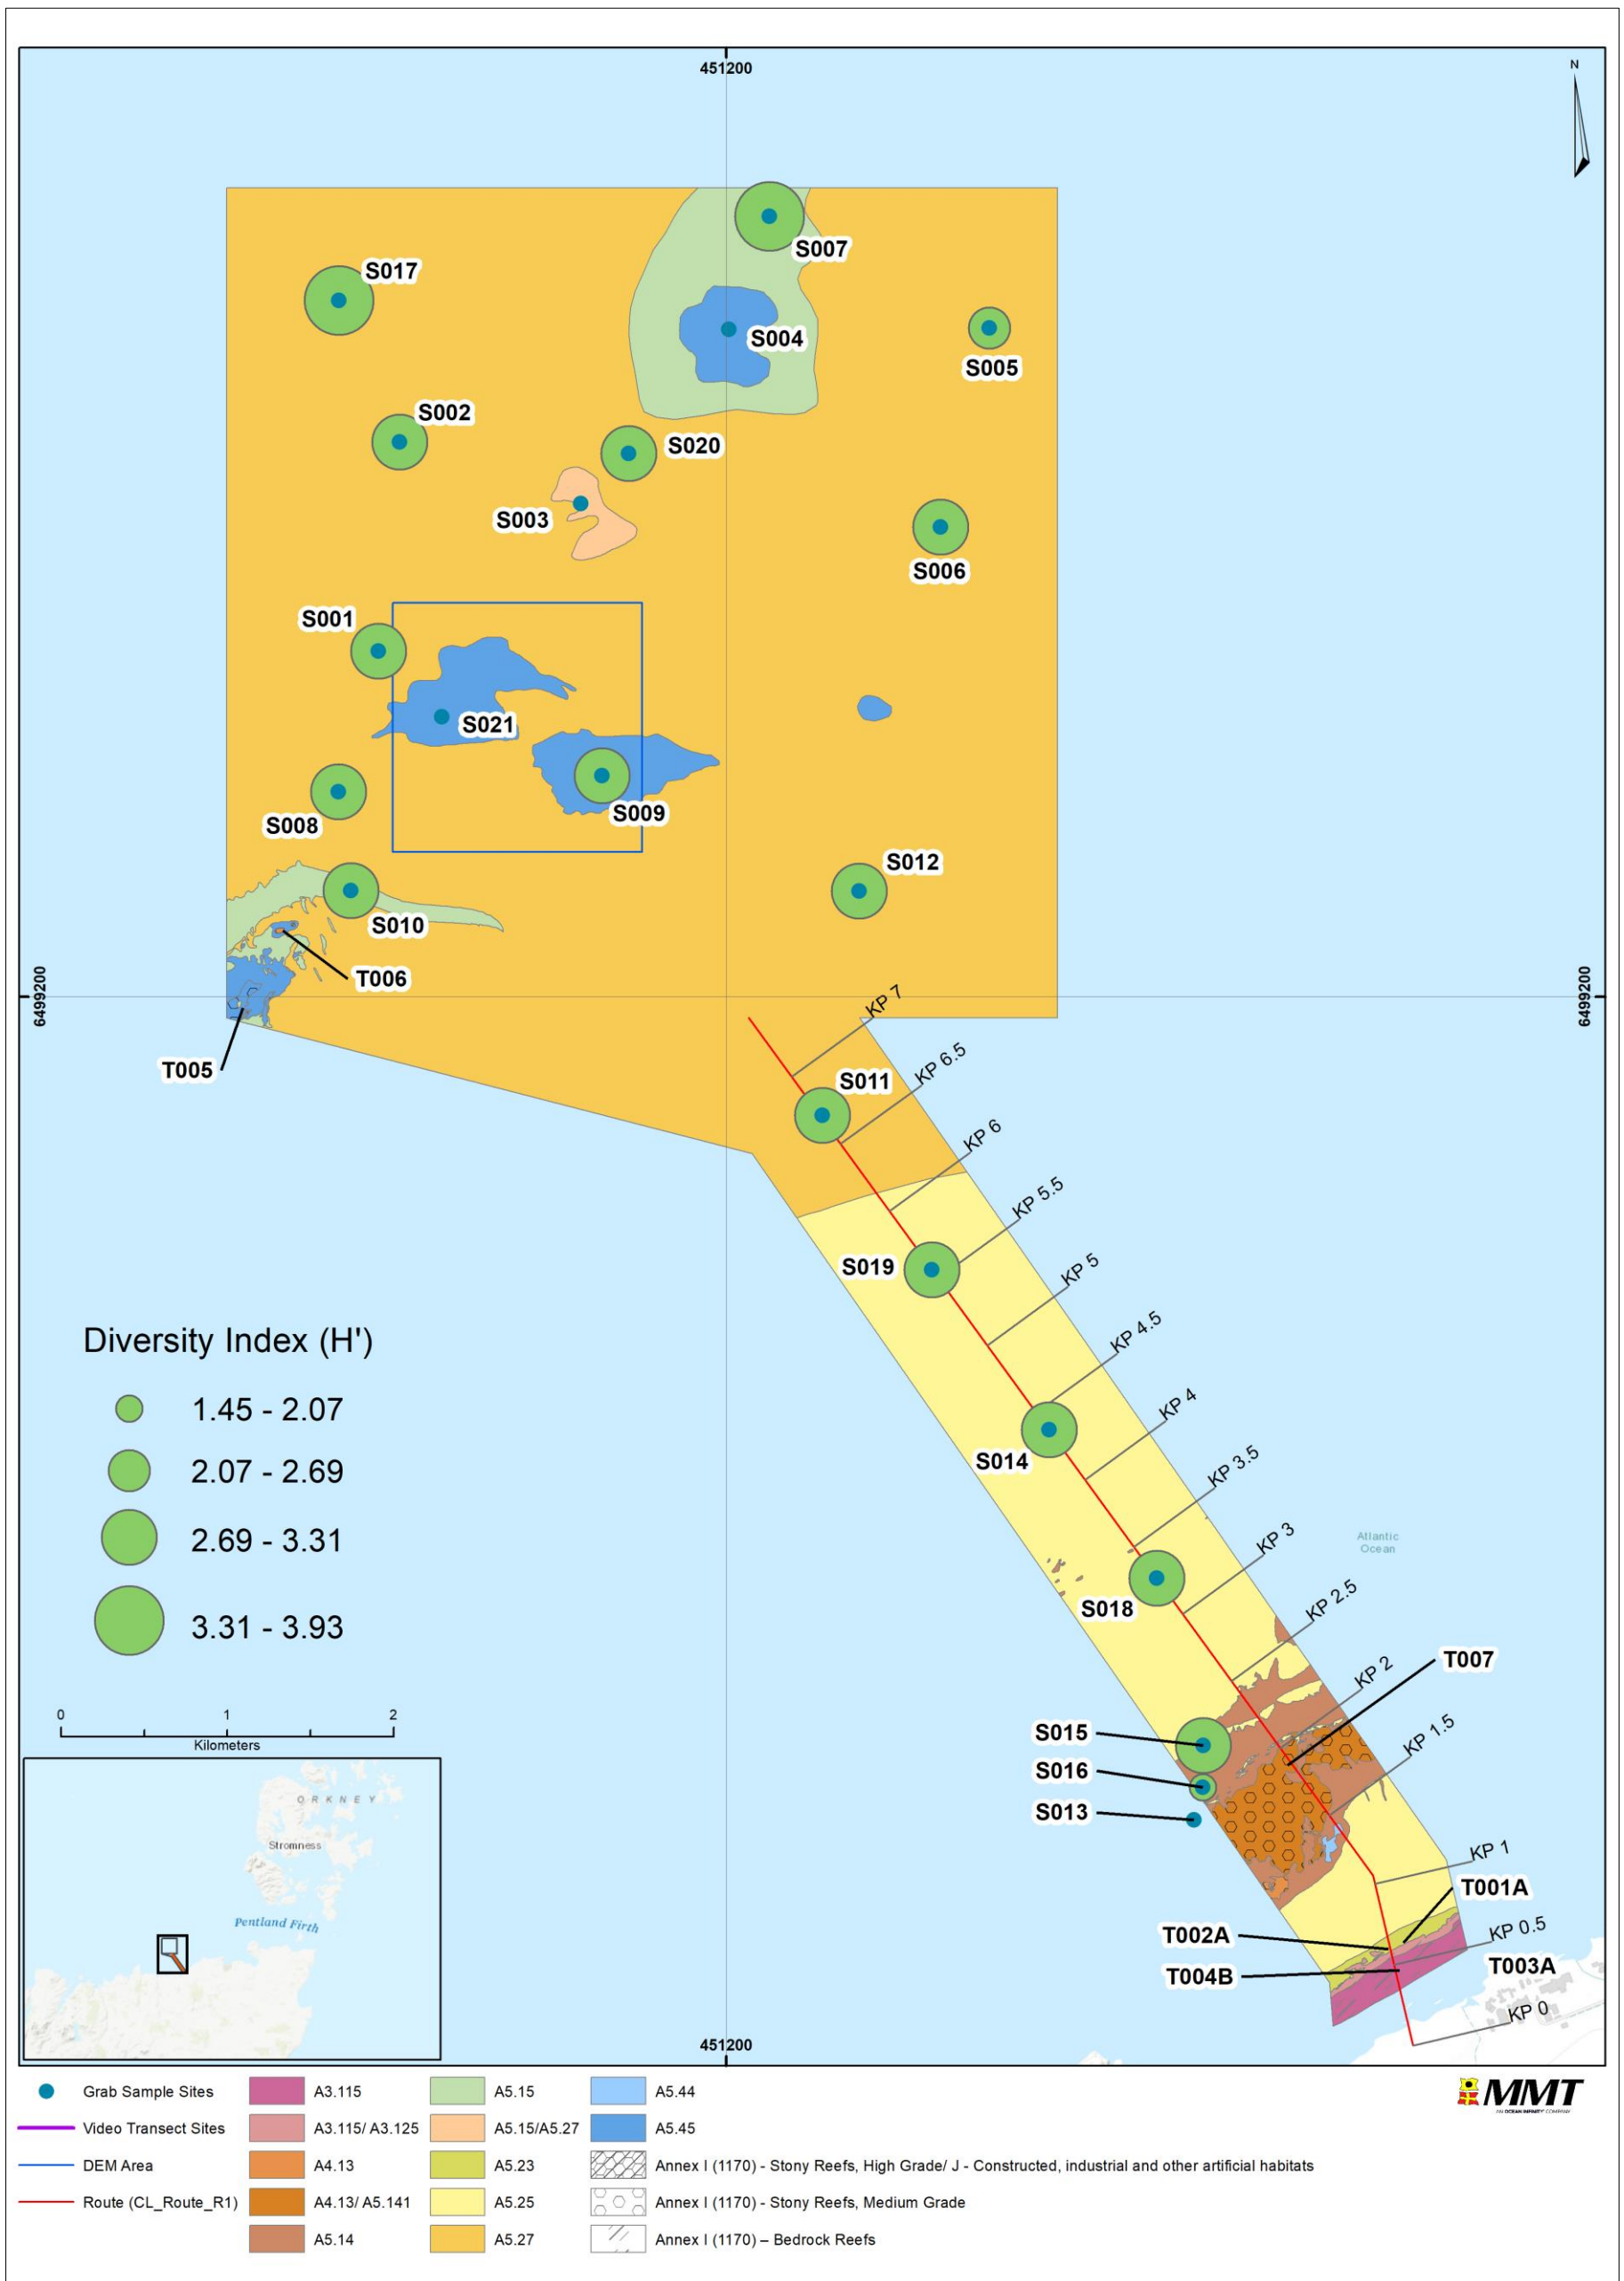 451200
N
S007
S017
S004
S005
S002
S020
S003
S006
S001
S021
S009
S008
S012
S010
T006
6499200
6499200
T005
KP 7
KP 6.5
S011
KP 6
KP 5.5
S019
KP 5
KP 4.5
KP 4
S014
KP 3.5
Atlantic
Ocean
KP 3
S018
KP 2.5
T007
KP 2
S015
KP 1.5
S016
S013
KP 1
T001A
T002A
KP 0.5
T003A
T004B
KP 0
Diversity Index (H')
1.45 - 2.07
2.07 - 2.69
2.69 - 3.31
3.31 - 3.93
0 1 2
Kilometers
ORKNEY
Stromness
Pentland Firth
451200
Grab Sample Sites
Video Transect Sites
DEM Area
Route (CL_Route_R1)
A3.115
A3.115/ A3.125
A4.13
A4.13/ A5.141
A5.14
A5.15
A5.15/A5.27
A5.23
A5.25
A5.27
A5.44
A5.45
Annex I (1170) - Stony Reefs, High Grade/ J - Constructed, industrial and other artificial habitats
Annex I (1170) - Stony Reefs, Medium Grade
Annex I (1170) – Bedrock Reefs
MMT
AN OCEAN INFINITY COMPANY